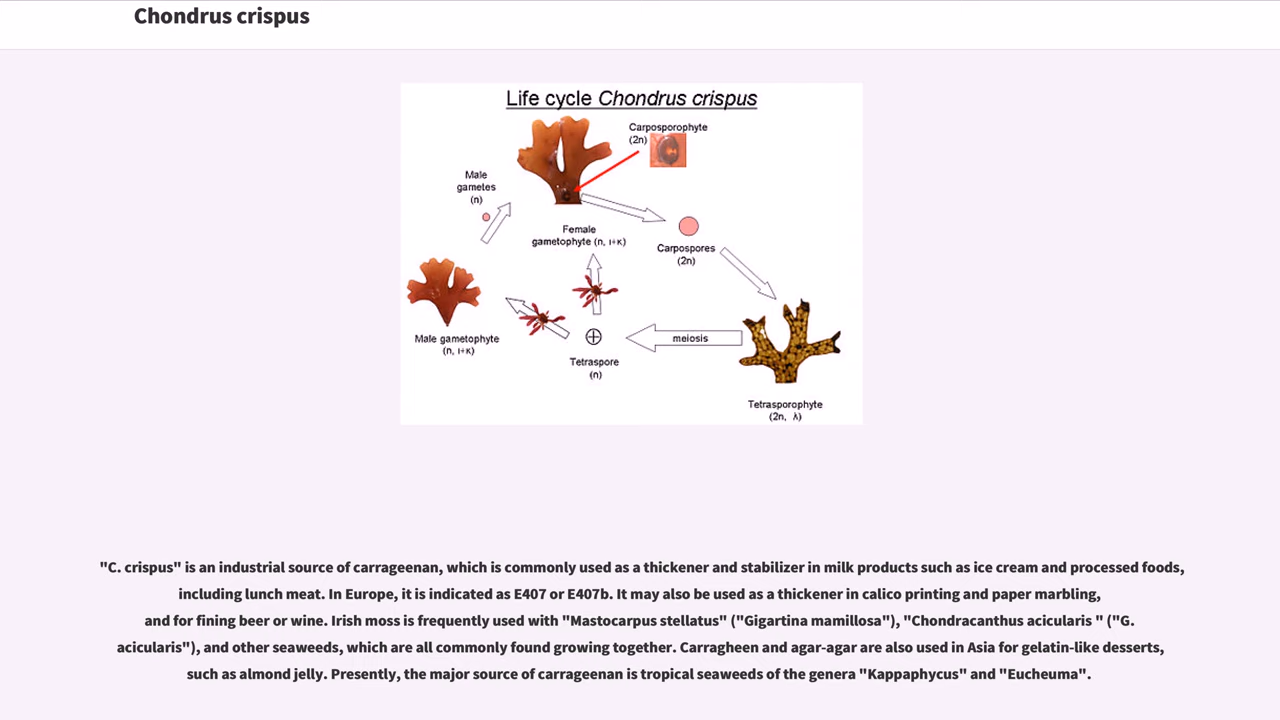 Chondrus crispus
Life cycle Chondrus crispus
Carposporophyte
(2n)
Male
gametes
(n)
Female
gametophyte (n, ι+κ)
Carpospores
(2n)
Male gametophyte
(n, ι+κ)
meiosis
Tetraspore
(n)
Tetrasporophyte
(2n, λ)
"C. crispus" is an industrial source of carrageenan, which is commonly used as a thickener and stabilizer in milk products such as ice cream and processed foods,
including lunch meat. In Europe, it is indicated as E407 or E407b. It may also be used as a thickener in calico printing and paper marbling,
and for fining beer or wine. Irish moss is frequently used with "Mastocarpus stellatus" ("Gigartina mamillosa"), "Chondracanthus acicularis " ("G.
acicularis"), and other seaweeds, which are all commonly found growing together. Carragheen and agar-agar are also used in Asia for gelatin-like desserts,
such as almond jelly. Presently, the major source of carrageenan is tropical seaweeds of the genera "Kappaphycus" and "Eucheuma".